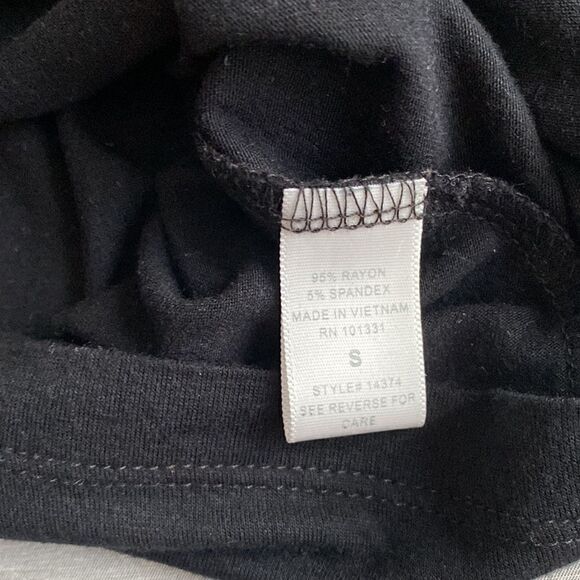 95% RAYON
5% SPANDEX
MADE IN VIETNAM
RN 101331
S
STYLE# 14374
SEE REVERSE FOR
CARE